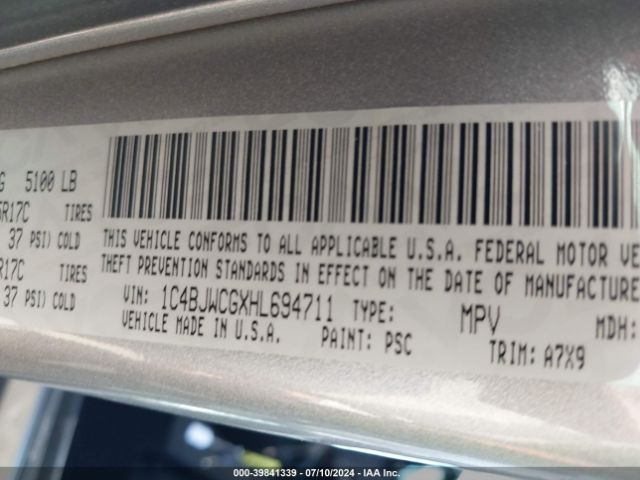 G 5100 LB
R17C TIRES
37 PSI) COLD
R17C TIRES
37 PSI) COLD
THIS VEHICLE CONFORMS TO ALL APPLICABLE U.S.A. FEDERAL MOTOR VE
THEFT PREVENTION STANDARDS IN EFFECT ON THE DATE OF MANUFACTURE
VIN: 1C4BJWCGXHL694711 TYPE: MPV MDH:
VEHICLE MADE IN U.S.A. PAINT: PSC TRIM: A7X9
000-39841339 / 07/10/2024 / IAA Inc.